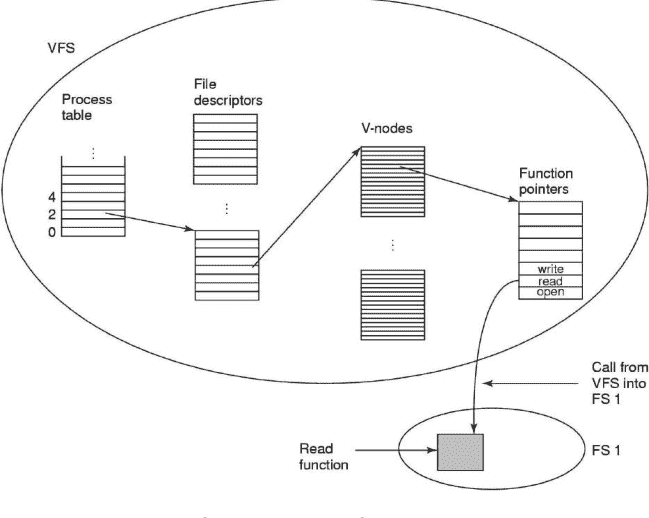 VFS
Process
table
File
descriptors
V-nodes
Function
pointers
4
2
0
write
read
open
Call from
VFS into
FS 1
Read
function
FS 1